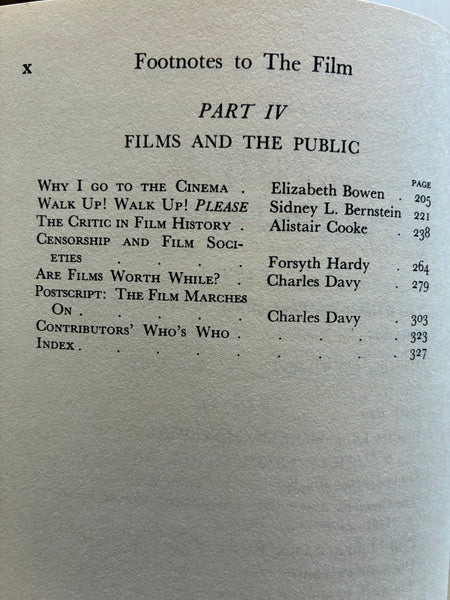 x Footnotes to The Film
PART IV
FILMS AND THE PUBLIC
PAGE
WHY I GO TO THE CINEMA . Elizabeth Bowen . 205
WALK UP! WALK UP! PLEASE Sidney L. Bernstein 221
THE CRITIC IN FILM HISTORY . Alistair Cooke . 238
CENSORSHIP AND FILM SOCI-
ETIES . . . . Forsyth Hardy . 264
ARE FILMS WORTH WHILE? . Charles Davy . 279
POSTSCRIPT: THE FILM MARCHES
ON . . . . . Charles Davy . 303
CONTRIBUTORS' WHO'S WHO . . . . . 323
INDEX . . . . . . . . . 327